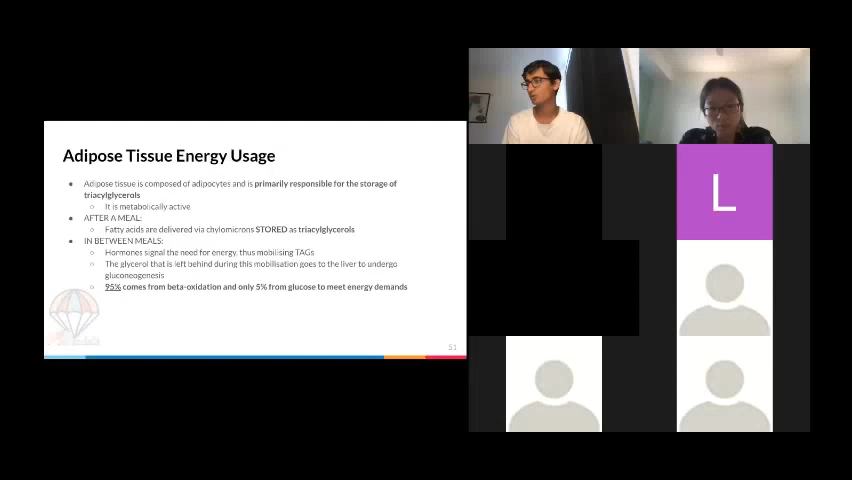 Adipose Tissue Energy Usage
● Adipose tissue is composed of adipocytes and is primarily responsible for the storage of
triacylglycerols
○ It is metabolically active
● AFTER A MEAL:
○ Fatty acids are delivered via chylomicrons STORED as triacylglycerols
● IN BETWEEN MEALS:
○ Hormones signal the need for energy, thus mobilising TAGs
○ The glycerol that is left behind during this mobilisation goes to the liver to undergo
gluconeogenesis
○ 95% comes from beta-oxidation and only 5% from glucose to meet energy demands
51
L